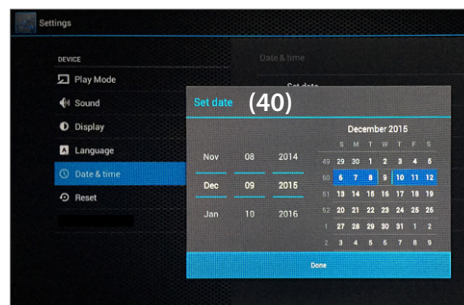 Settings
DEVICE
Date & time
Play Mode
Set date
Sound
Set date (40)
Display
December 2015
S M T W T F S
Language
Nov 08 2014
49 29 30 1 2 3 4 5
Date & time
Dec 09 2015
50 6 7 8 9 10 11 12
Reset
51 13 14 15 16 17 18 19
Jan 10 2016
52 20 21 22 23 24 25 26
1 27 28 29 30 31 1 2
2 3 4 5 6 7 8 9
Done